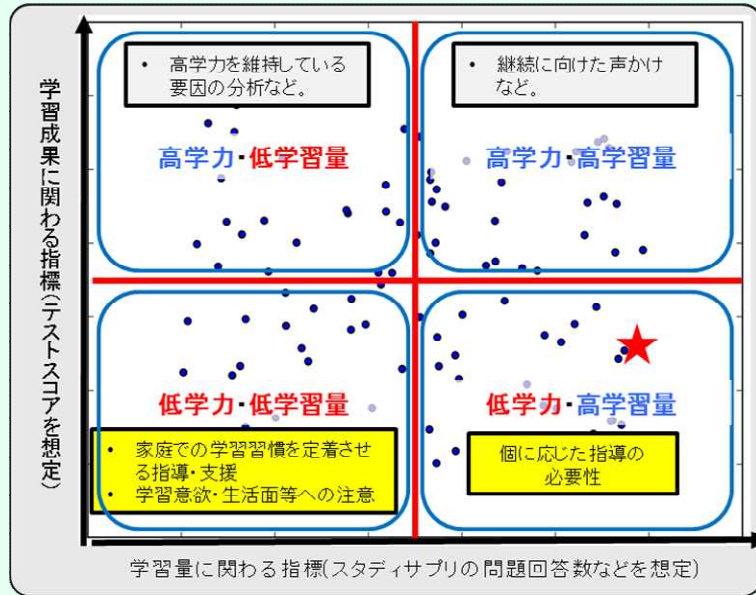 学習成果に関わる指標(テストスコアを想定)
• 高学力を維持している
要因の分析など。
• 継続に向けた声かけ
など。
高学力・低学習量
高学力・高学習量
低学力・低学習量
低学力・高学習量
• 家庭での学習習慣を定着させ
る指導・支援
• 学習意欲・生活面等への注意
個に応じた指導の
必要性
学習量に関わる指標(スタディサプリの問題回答数などを想定)